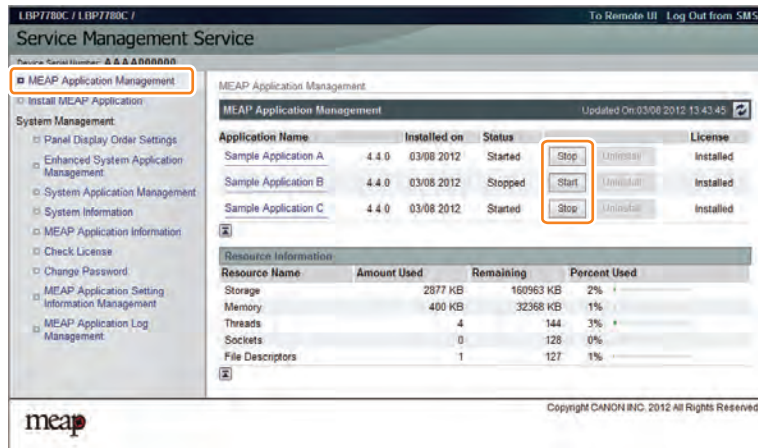 LBP7780C / LBP7780C /
To Remote UI Log Out from SMS
Service Management Service
Device Serial Number: AAAA000000
MEAP Application Management
Install MEAP Application
System Management
Panel Display Order Settings
Enhanced System Application
Management
System Application Management
System Information
MEAP Application Information
Check License
Change Password
MEAP Application Setting
Information Management
MEAP Application Log
Management
MEAP Application Management
MEAP Application Management Updated On:03/08 2012 13:43:45
Application Name Installed on Status License
Sample Application A 4.4.0 03/08 2012 Started Stop Uninstall Installed
Sample Application B 4.4.0 03/08 2012 Stopped Start Uninstall Installed
Sample Application C 4.4.0 03/08 2012 Started Stop Uninstall Installed
Resource Information
Resource Name Amount Used Remaining Percent Used
Storage 2877 KB 160963 KB 2%
Memory 400 KB 32368 KB 1%
Threads 4 144 3%
Sockets 0 128 0%
File Descriptors 1 127 1%
Copyright CANON INC. 2012 All Rights Reserved
meap